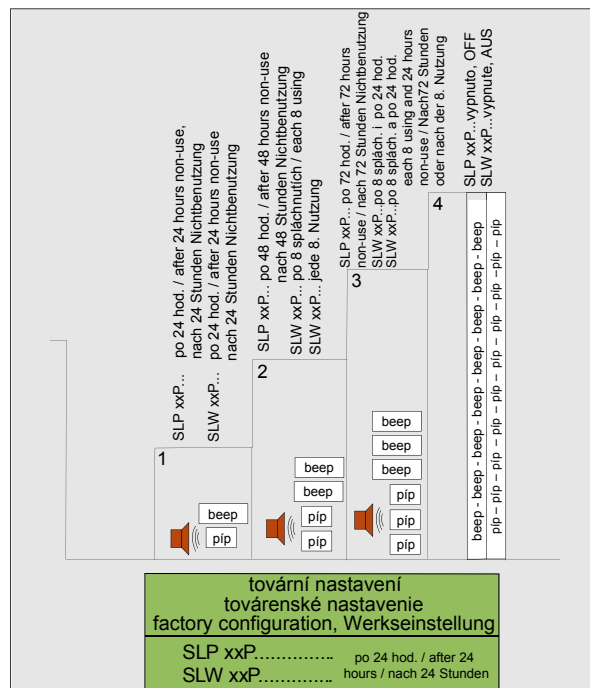 SLP xxP... po 24 hod. / after 24 hours non-use,
nach 24 Stunden Nichtbenutzung
SLW xxP... po 24 hod. / after 24 hours non-use
nach 24 Stunden Nichtbenutzung
1
beep
píp
SLP xxP... po 48 hod. / after 48 hours non-use
nach 48 Stunden Nichtbenutzung
SLW xxP... po 8 spláchnutích / each 8 using
SLW xxP... jede 8. Nutzung
2
beep
beep
píp
píp
SLP xxP... po 72 hod. / after 72 hours
non-use / nach 72 Stunden Nichtbenutzung
SLW xxP...po 8 splách. i po 24 hod.
SLW xxP...po 8 splách. a po 24 hod.
each 8 using and 24 hours
non-use / Nach72 Stunden
oder nach der 8. Nutzung
3
beep
beep
beep
píp
píp
píp
SLP xxP...vypnuto, OFF
SLW xxP...vypnute, AUS
4
beep - beep - beep - beep - beep - beep - beep - beep
píp – píp – píp – píp – píp – píp – píp –píp – píp – píp
tovární nastavení
továrenské nastavenie
factory configuration, Werkseinstellung
SLP xxP..............
SLW xxP.............
po 24 hod. / after 24
hours / nach 24 Stunden